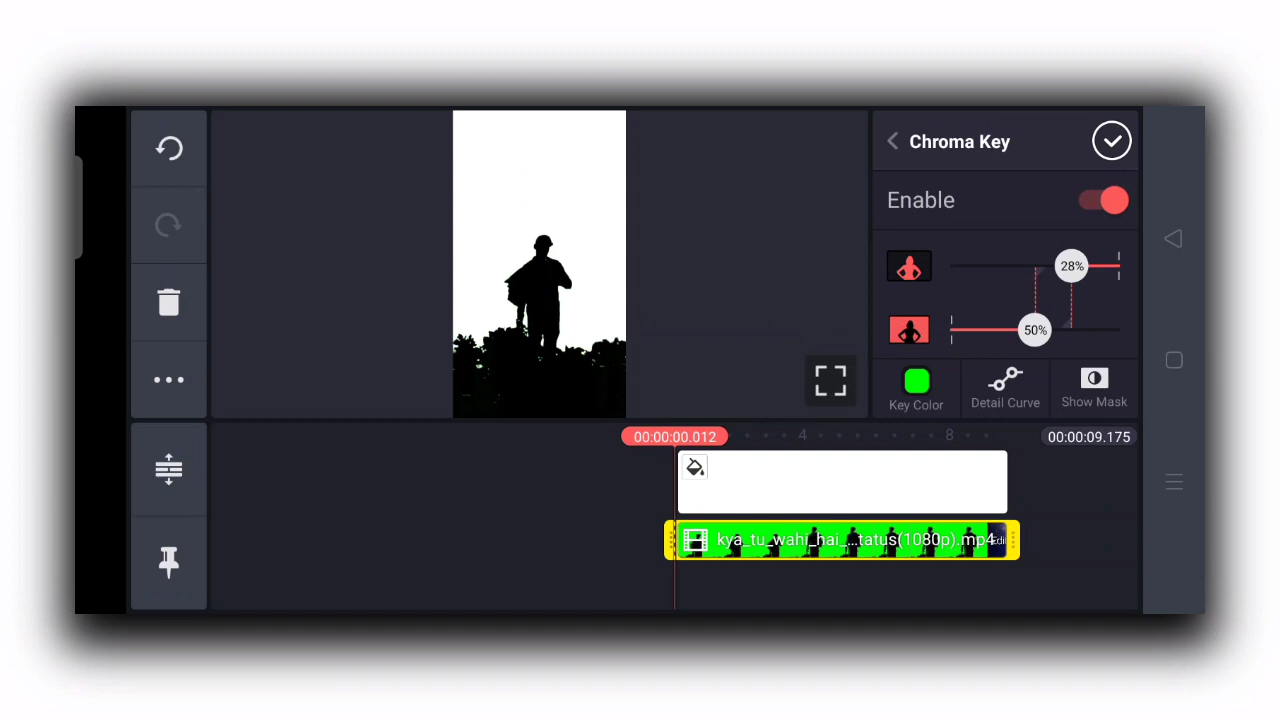 Chroma Key
Enable
28%
50%
Key Color
Detail Curve
Show Mask
00:00:00.012
4
8
00:00:09.175
kya_tu_wahi_hai_...tatus(1080p).mp4
Edit